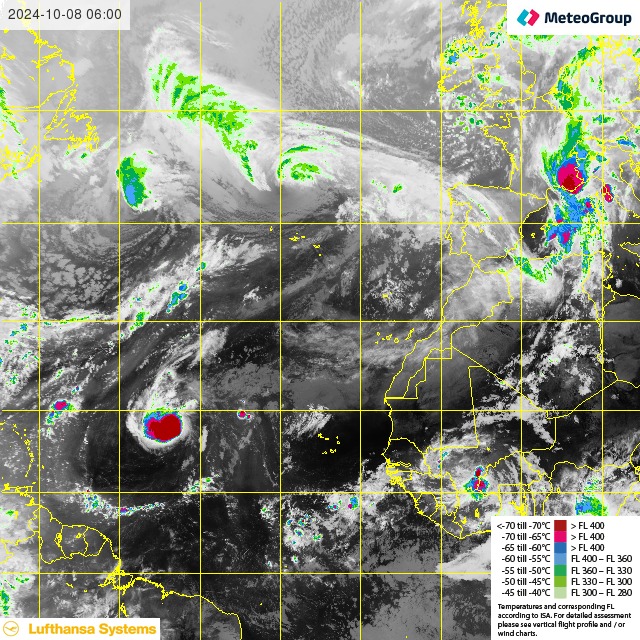 2024-10-08 06:00
MeteoGroup
<-70 till -70°C > FL 400
-70 till -65°C > FL 400
-65 till -60°C > FL 400
-60 till -55°C FL 400 – FL 360
-55 till -50°C FL 360 – FL 330
-50 till -45°C FL 330 – FL 300
-45 till -40°C FL 300 – FL 280
Temperatures and corresponding FL
according to ISA. For detailed assessment
please see vertical flight profile and / or
wind charts.
Lufthansa Systems